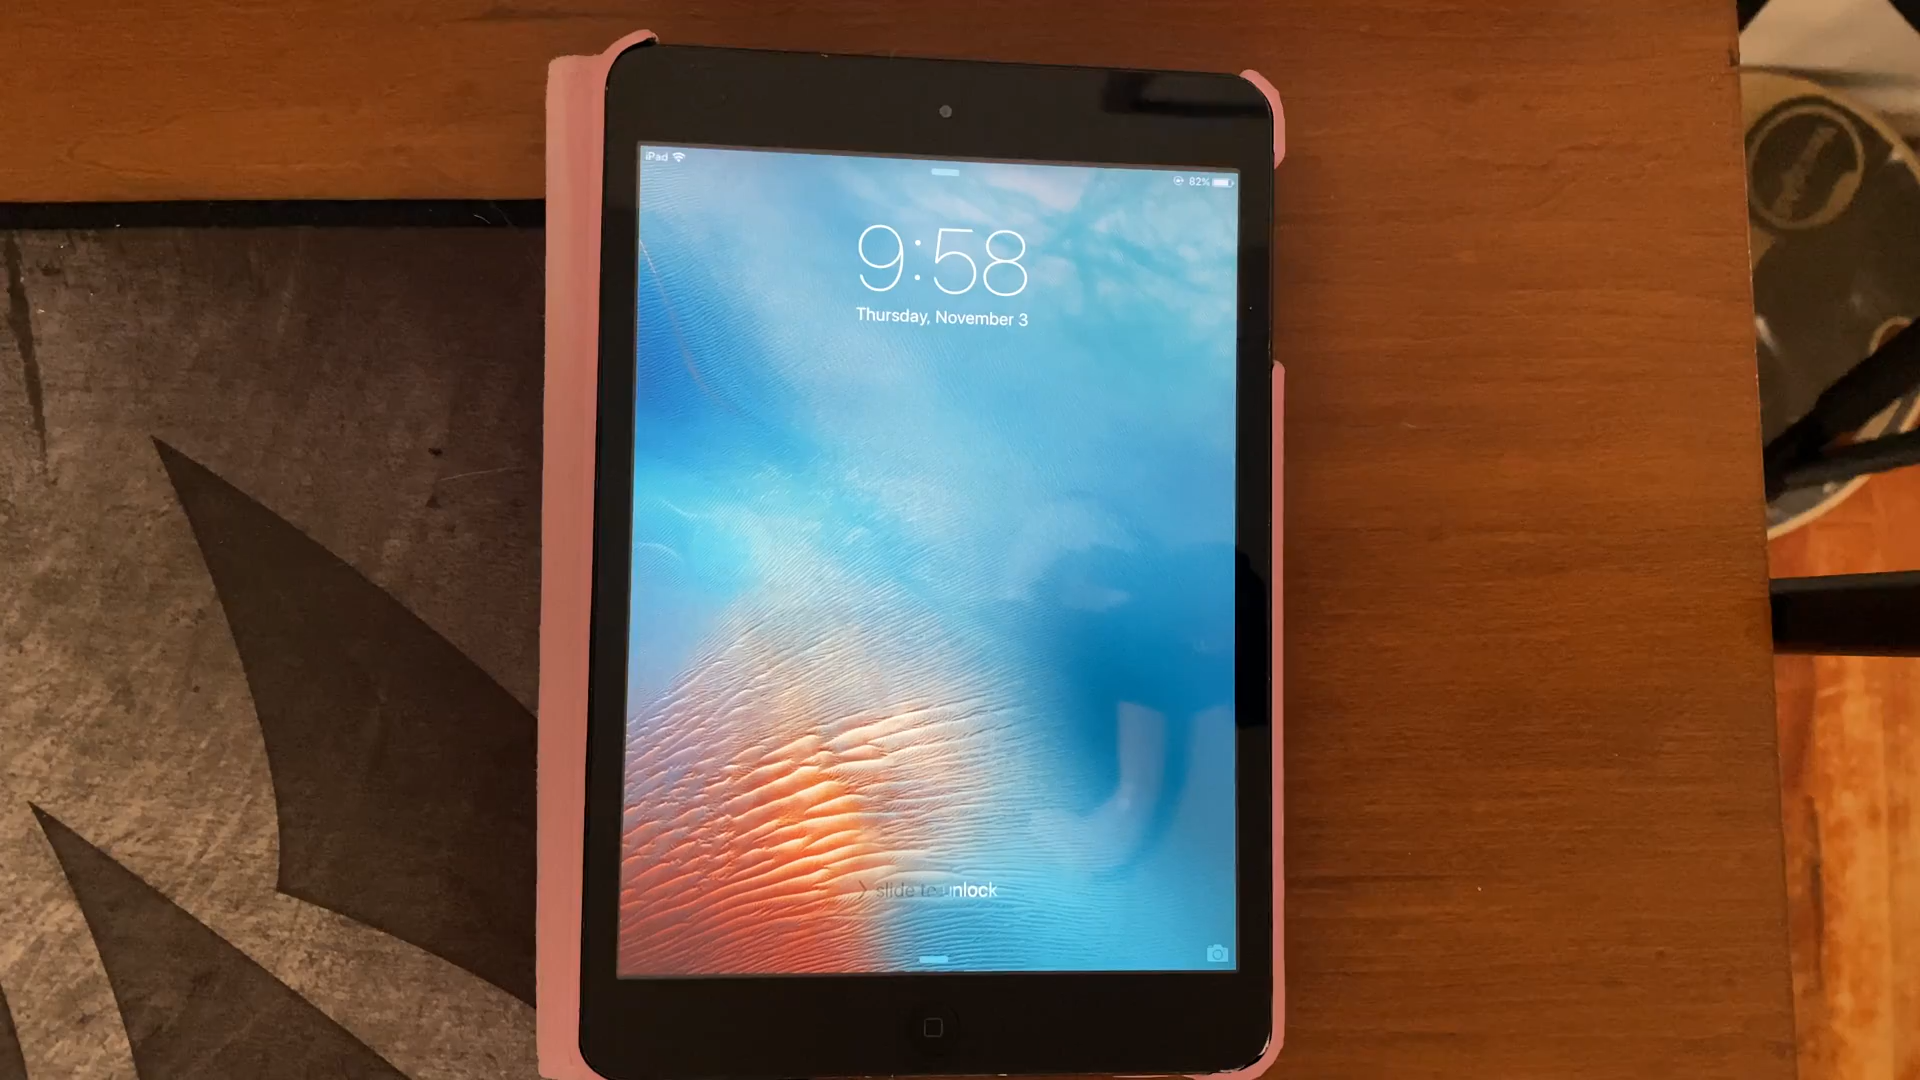 iPad
82%
9:58
Thursday, November 3
> slide to unlock